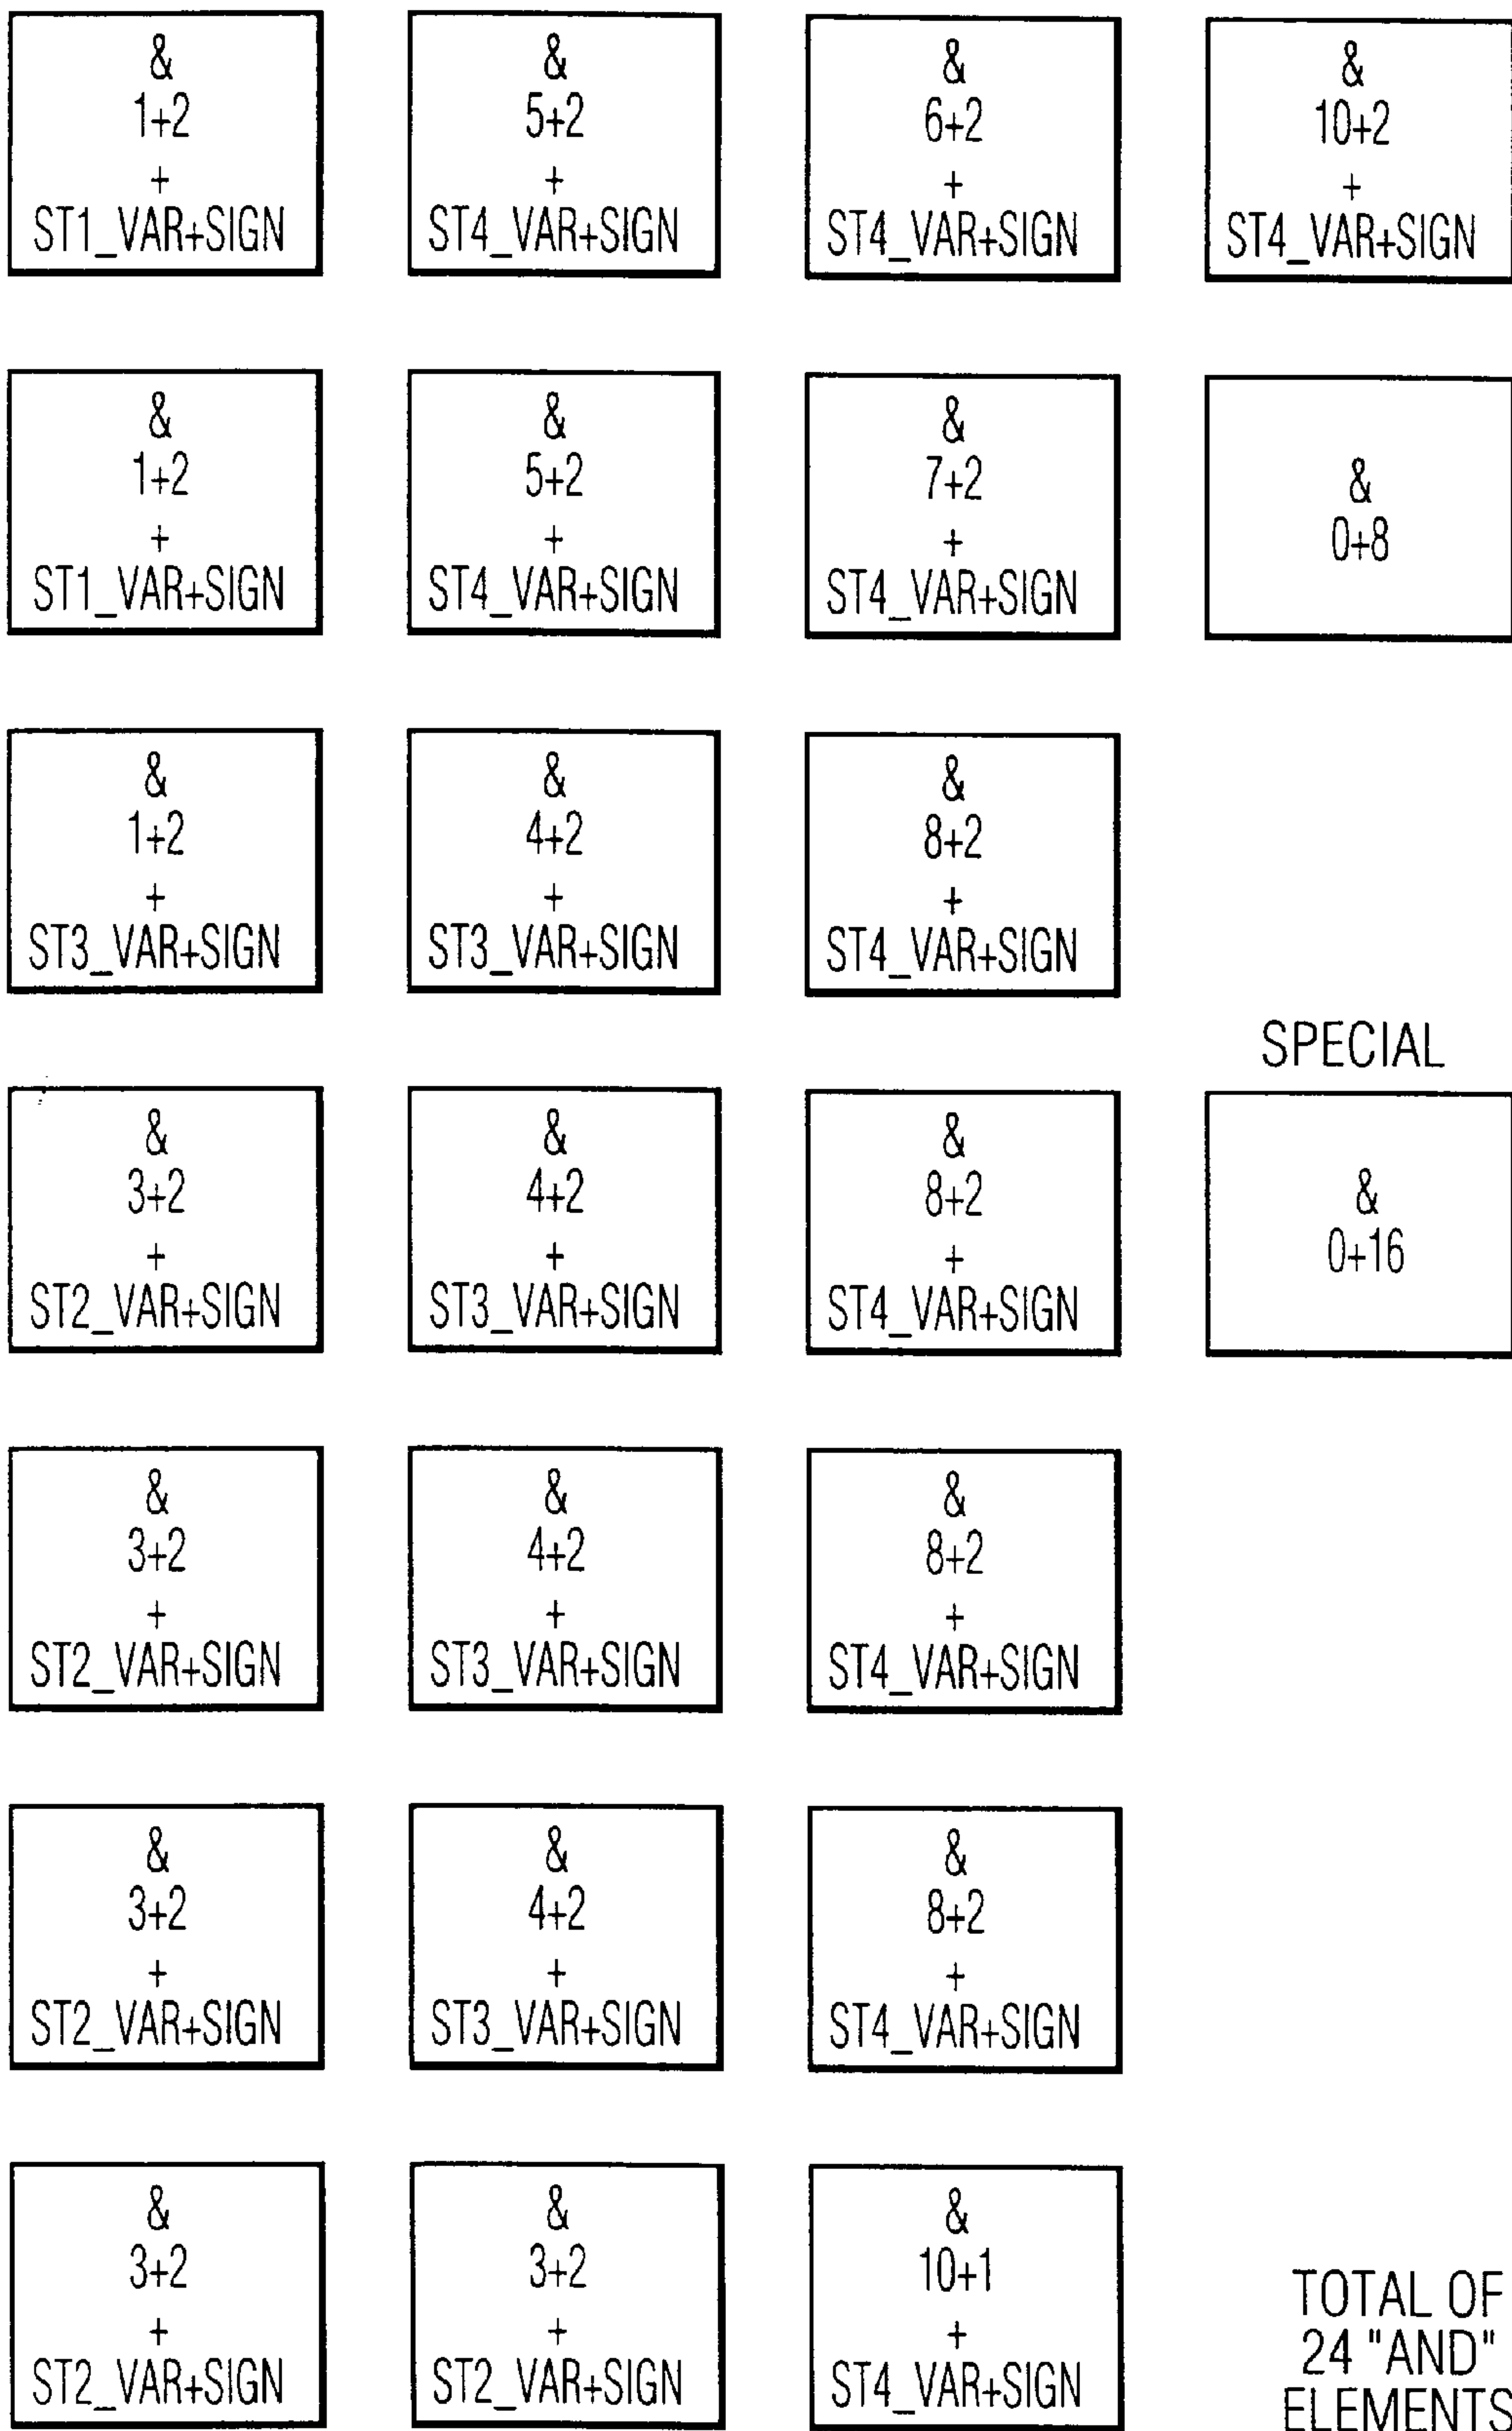 &
1+2
+
ST1_VAR+SIGN
&
5+2
+
ST4_VAR+SIGN
&
6+2
+
ST4_VAR+SIGN
&
10+2
+
ST4_VAR+SIGN
&
1+2
+
ST1_VAR+SIGN
&
5+2
+
ST4_VAR+SIGN
&
7+2
+
ST4_VAR+SIGN
&
0+8
&
1+2
+
ST3_VAR+SIGN
&
4+2
+
ST3_VAR+SIGN
&
8+2
+
ST4_VAR+SIGN
SPECIAL
&
3+2
+
ST2_VAR+SIGN
&
4+2
+
ST3_VAR+SIGN
&
8+2
+
ST4_VAR+SIGN
&
0+16
&
3+2
+
ST2_VAR+SIGN
&
4+2
+
ST3_VAR+SIGN
&
8+2
+
ST4_VAR+SIGN
&
3+2
+
ST2_VAR+SIGN
&
4+2
+
ST3_VAR+SIGN
&
8+2
+
ST4_VAR+SIGN
&
3+2
+
ST2_VAR+SIGN
&
3+2
+
ST2_VAR+SIGN
&
10+1
+
ST4_VAR+SIGN
TOTAL OF
24 "AND"
ELEMENTS